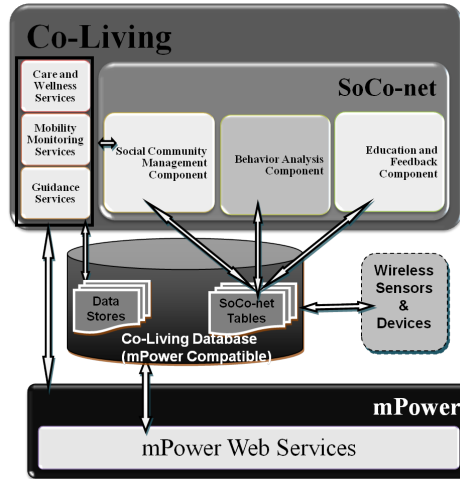 Co-Living
SoCo-net
Care and
Wellness
Services
Mobility
Monitoring
Services
Guidance
Services
Social Community
Management
Component
Behavior Analysis
Component
Education and
Feedback
Component
Data
Stores
SoCo-net
Tables
Co-Living Database
(mPower Compatible)
Wireless
Sensors
&
Devices
mPower
mPower Web Services